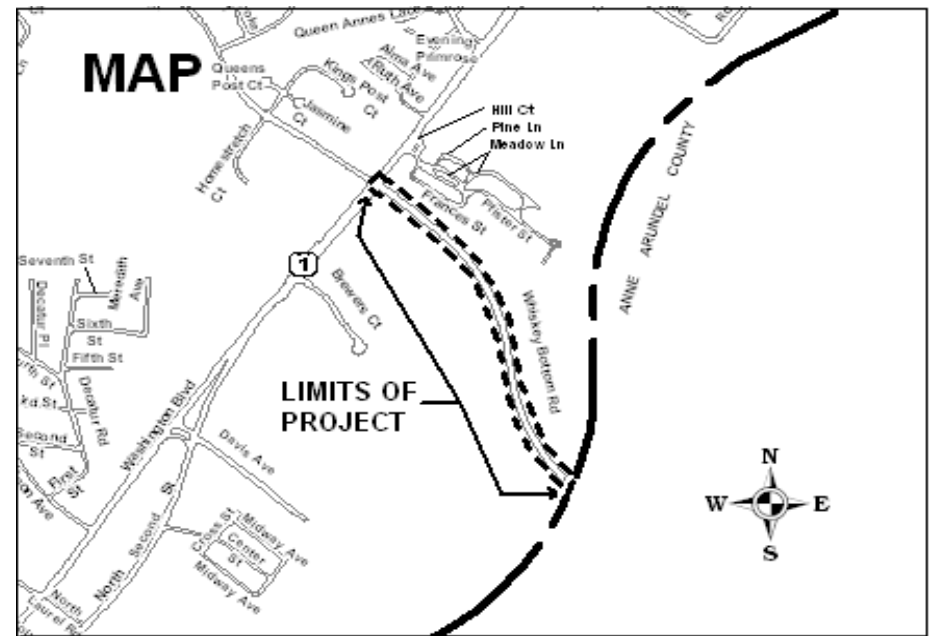 Queen Annes Lace
Evening
Primrose
MAP
Queens
Post Ct
Kings Post
Ct
Alma Ave
Ruth Ave
Jasmine
Ct
Homestretch
Ct
Hill Ct
Pine Ln
Meadow Ln
Frances St
Pfister St
ANNE ARUNDEL COUNTY
1
Seventh St
Meredith
Ave
Decatur Pl
Sixth
St
Fifth St
Decatur Rd
Second
St
First
St
Brewers Ct
Whiskey Bottom Rd
LIMITS OF
PROJECT
Washington Blvd
Davis Ave
North Second St
Cross St
Midway Ave
Center
St
Midway Ave
North
Laurel Rd
N
W E
S